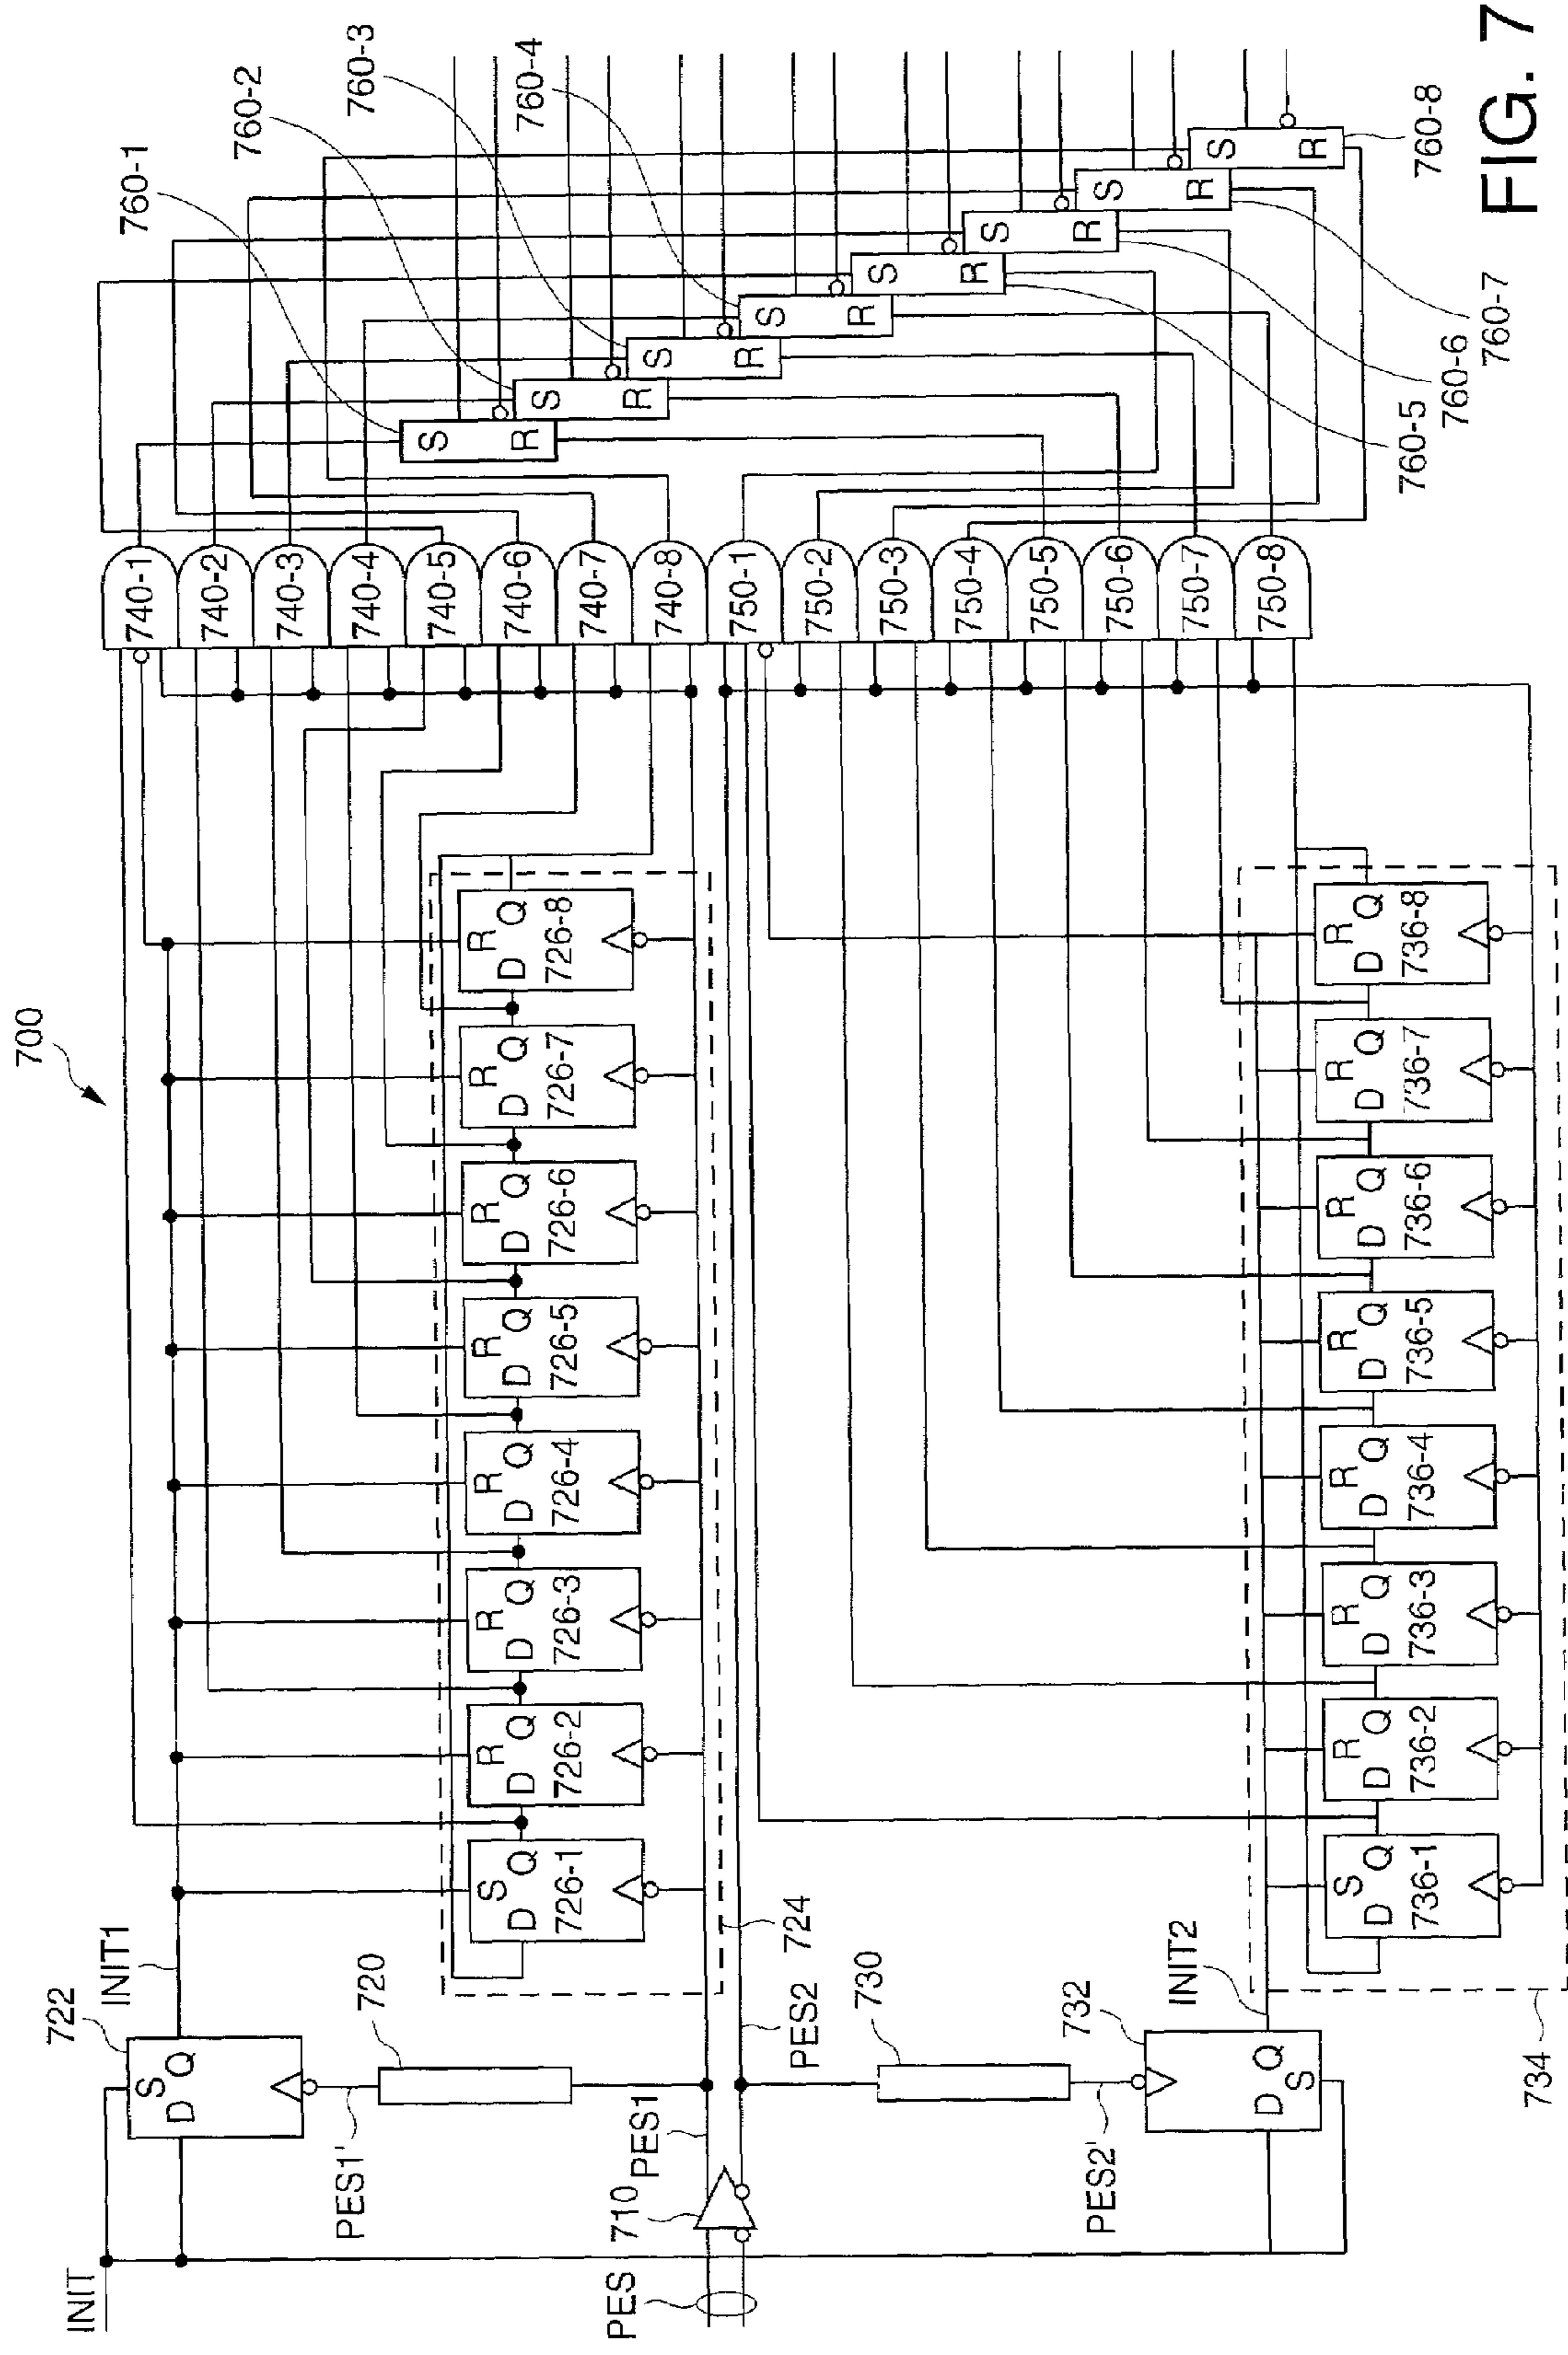 700
INIT
722
S
D Q
INIT1
PES1'
720
726-1
S
D Q
726-2
R
D Q
726-3
R
D Q
726-4
R
D Q
726-5
R
D Q
726-6
R
D Q
726-7
R
D Q
726-8
R
D Q
724
PES
710
PES1
PES2
730
PES2'
732
D Q
S
INIT2
736-1
S
D Q
736-2
R
D Q
736-3
R
D Q
736-4
R
D Q
736-5
R
D Q
736-6
R
D Q
736-7
R
D Q
736-8
R
D Q
734
740-1
740-2
740-3
740-4
740-5
740-6
740-7
740-8
750-1
750-2
750-3
750-4
750-5
750-6
750-7
750-8
760-1
760-2
760-3
760-4
S
R
S
R
S
R
S
R
S
R
S
R
S
R
S
R
760-5
760-6
760-7
760-8
FIG. 7